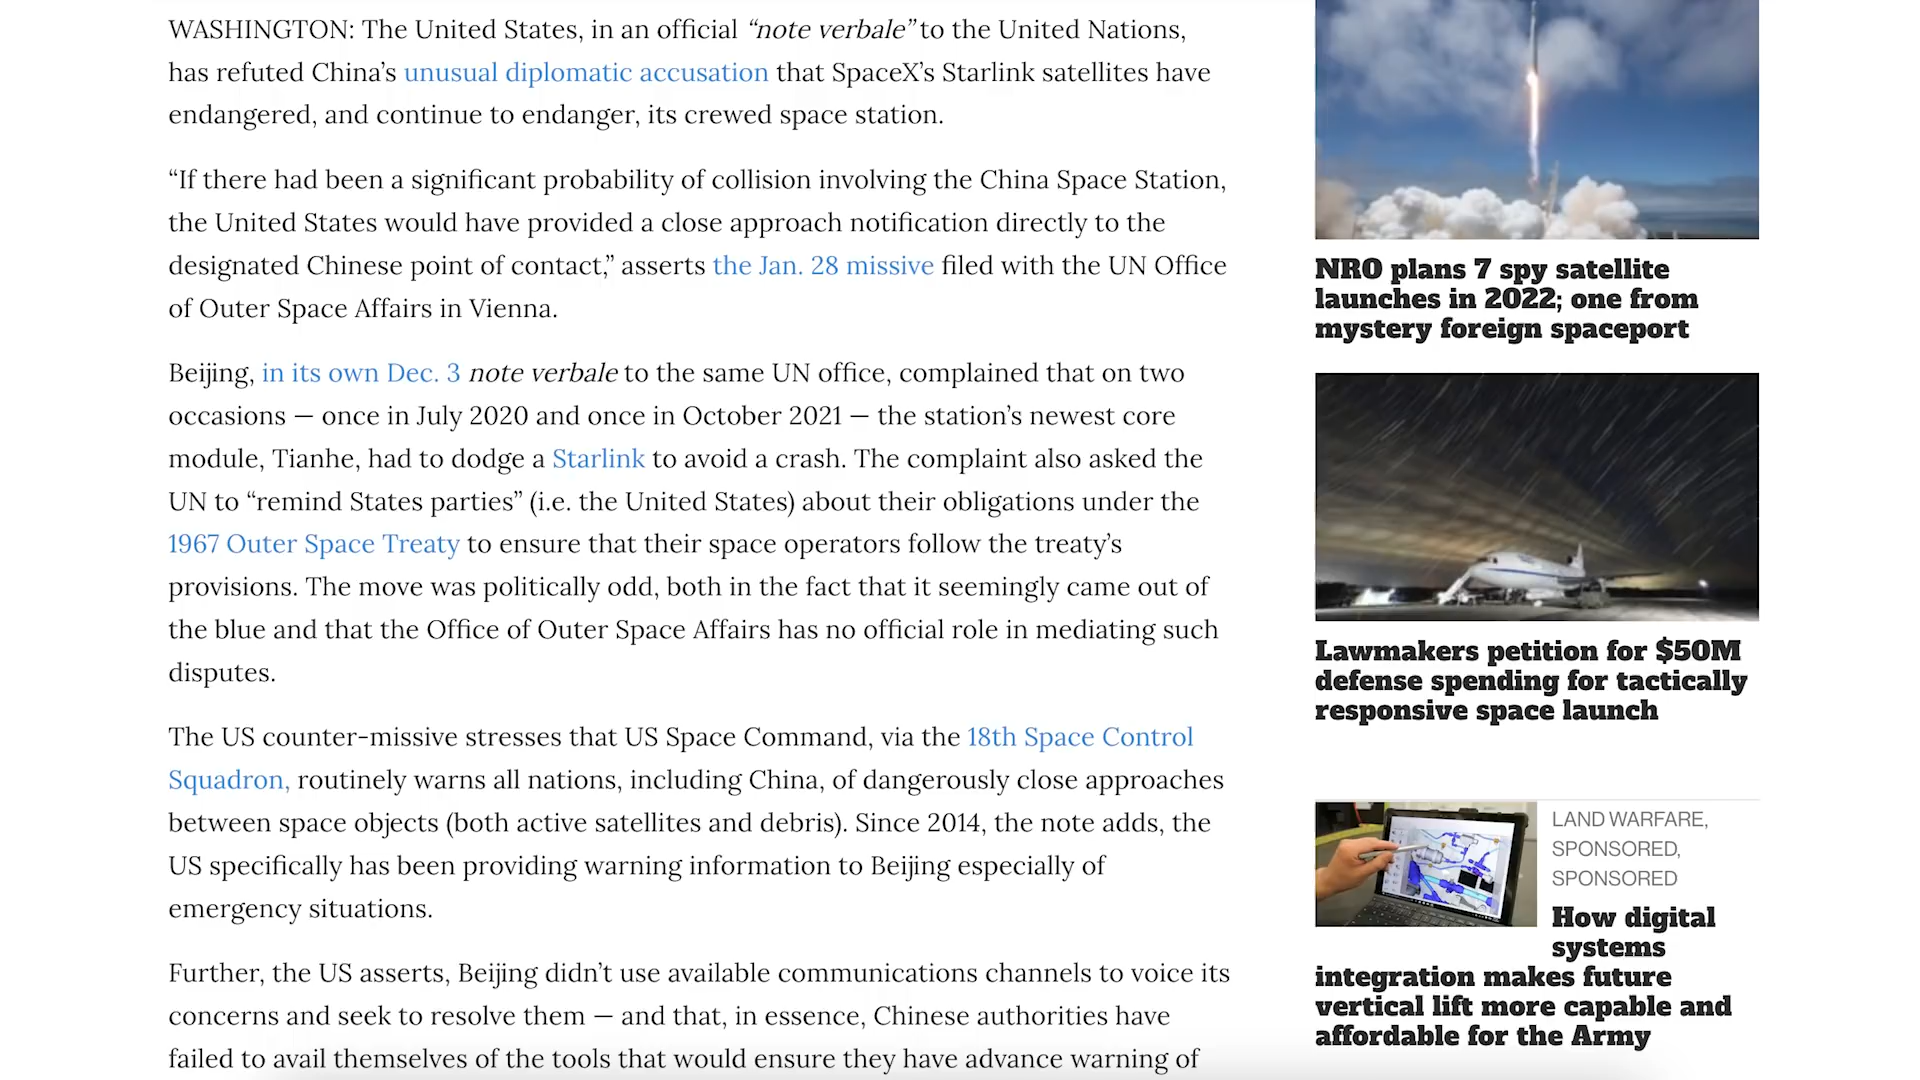 WASHINGTON: The United States, in an official “note verbale” to the United Nations,
has refuted China’s unusual diplomatic accusation that SpaceX’s Starlink satellites have
endangered, and continue to endanger, its crewed space station.
“If there had been a significant probability of collision involving the China Space Station,
the United States would have provided a close approach notification directly to the
designated Chinese point of contact,” asserts the Jan. 28 missive filed with the UN Office
of Outer Space Affairs in Vienna.
Beijing, in its own Dec. 3 note verbale to the same UN office, complained that on two
occasions — once in July 2020 and once in October 2021 — the station’s newest core
module, Tianhe, had to dodge a Starlink to avoid a crash. The complaint also asked the
UN to “remind States parties” (i.e. the United States) about their obligations under the
1967 Outer Space Treaty to ensure that their space operators follow the treaty’s
provisions. The move was politically odd, both in the fact that it seemingly came out of
the blue and that the Office of Outer Space Affairs has no official role in mediating such
disputes.
The US counter-missive stresses that US Space Command, via the 18th Space Control
Squadron, routinely warns all nations, including China, of dangerously close approaches
between space objects (both active satellites and debris). Since 2014, the note adds, the
US specifically has been providing warning information to Beijing especially of
emergency situations.
Further, the US asserts, Beijing didn’t use available communications channels to voice its
concerns and seek to resolve them — and that, in essence, Chinese authorities have
failed to avail themselves of the tools that would ensure they have advance warning of
NRO plans 7 spy satellite
launches in 2022; one from
mystery foreign spaceport
Lawmakers petition for $50M
defense spending for tactically
responsive space launch
LAND WARFARE,
SPONSORED,
SPONSORED
How digital
systems
integration makes future
vertical lift more capable and
affordable for the Army